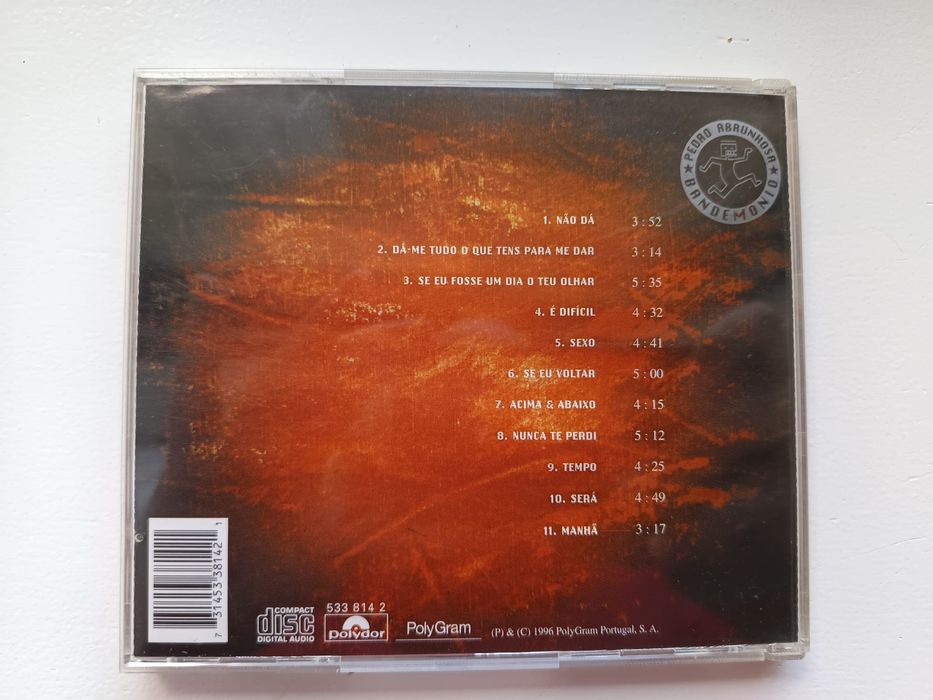 ★ PEDRO ABRUNHOSA ★
BANDEMONIO
1. NÃO DÁ 3 : 52
2. DÁ-ME TUDO O QUE TENS PARA ME DAR 3 : 14
3. SE EU FOSSE UM DIA O TEU OLHAR 5 : 35
4. É DIFÍCIL 4 : 32
5. SEXO 4 : 41
6. SE EU VOLTAR 5 : 00
7. ACIMA & ABAIXO 4 : 15
8. NUNCA TE PERDI 5 : 12
9. TEMPO 4 : 25
10. SERÁ 4 : 49
11. MANHÃ 3 : 17
7 31453 38142 1
COMPACT
disc
DIGITAL AUDIO
533 814 2
polydor
PolyGram
(P) & (C) 1996 PolyGram Portugal, S. A.